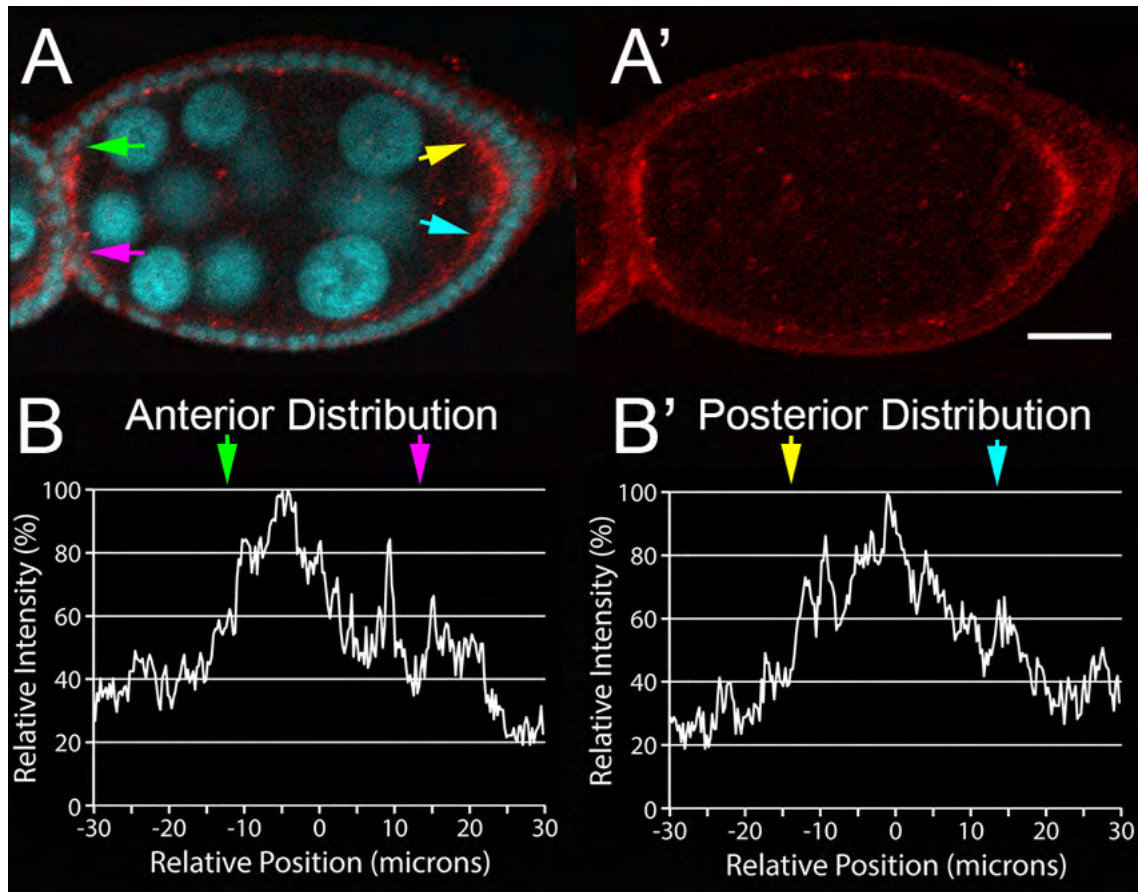 A
A’
B Anterior Distribution
B’ Posterior Distribution
Relative Intensity (%)
100
80
60
40
20
0
-30 -20 -10 0 10 20 30
Relative Position (microns)
Relative Intensity (%)
100
80
60
40
20
0
-30 -20 -10 0 10 20 30
Relative Position (microns)